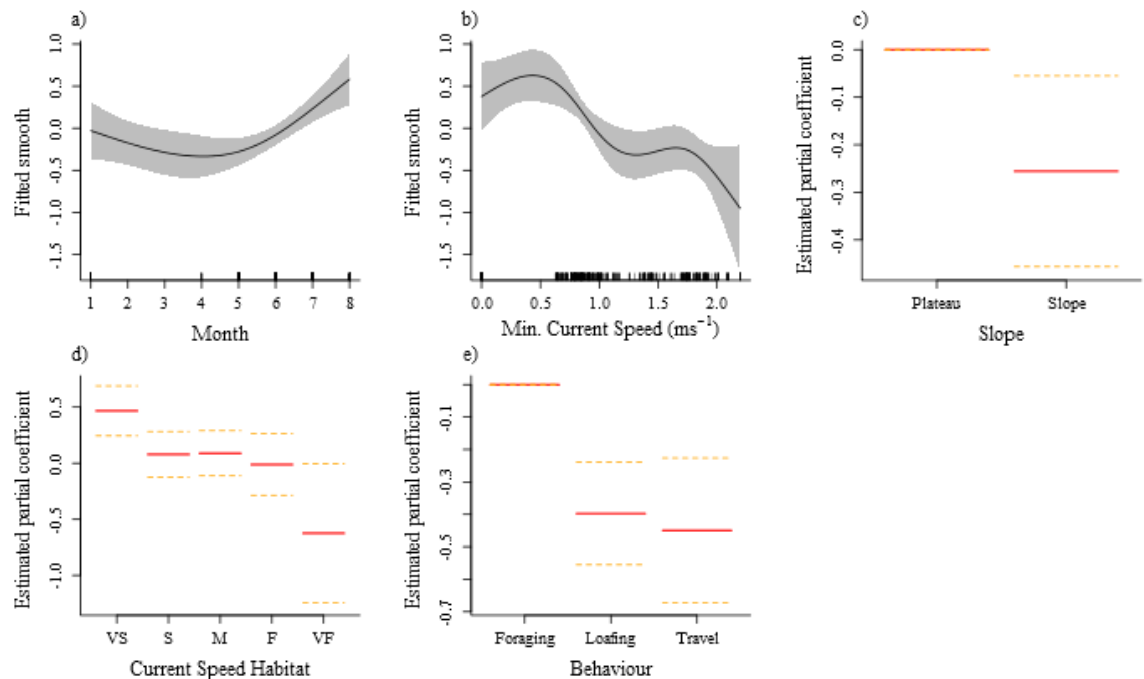 a)
Fitted smooth
1.0
0.5
0.0
-0.5
-1.0
-1.5
1 2 3 4 5 6 7 8
Month
b)
Fitted smooth
1.0
0.5
0.0
-0.5
-1.0
-1.5
0.0 0.5 1.0 1.5 2.0
Min. Current Speed (ms⁻¹)
c)
Estimated partial coefficient
0.0
-0.1
-0.2
-0.3
-0.4
Plateau Slope
Slope
d)
Estimated partial coefficient
0.5
0.0
-0.5
-1.0
VS S M F VF
Current Speed Habitat
e)
Estimated partial coefficient
-0.1
-0.3
-0.5
-0.7
Foraging Loafing Travel
Behaviour